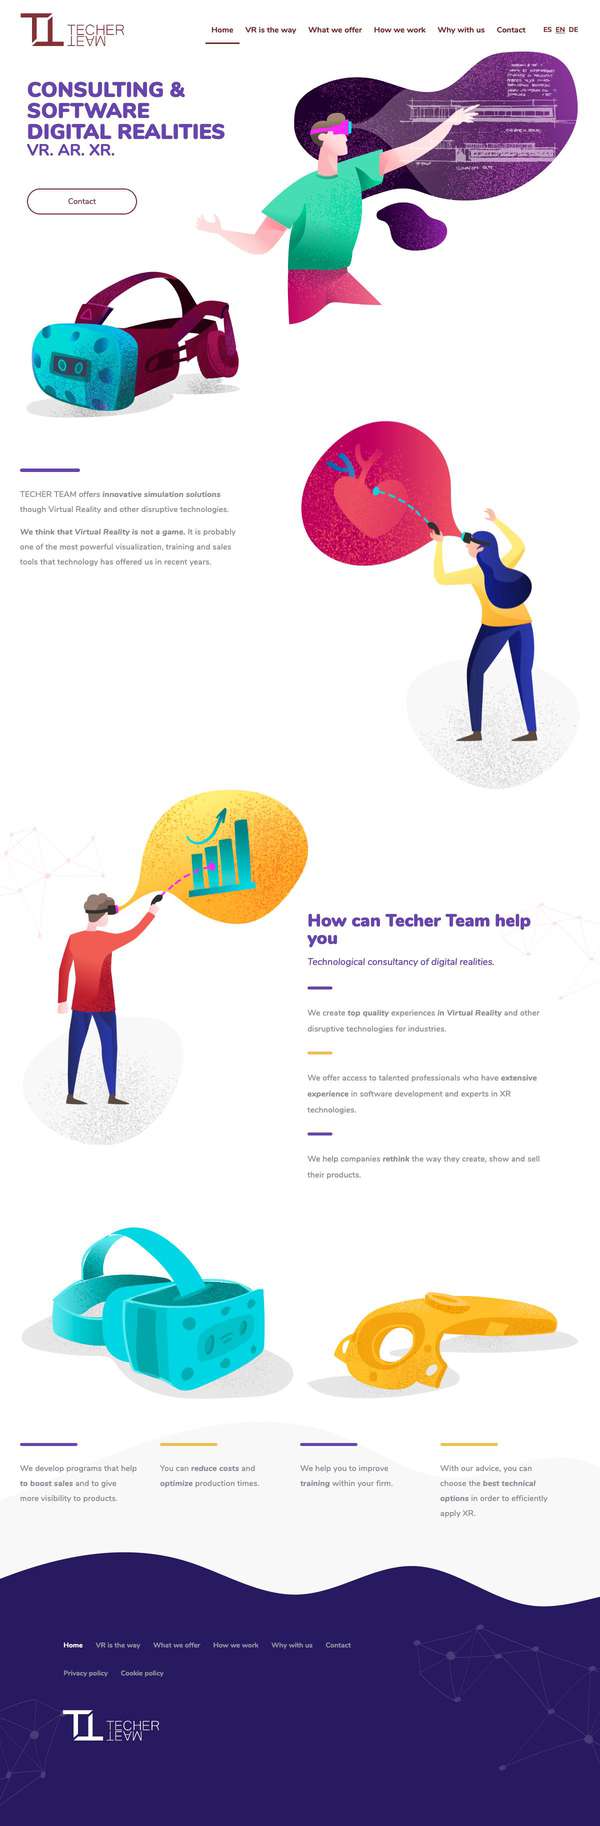 TECHER
TEAM
Home VR is the way What we offer How we work Why with us Contact ES EN DE
CONSULTING &
SOFTWARE
DIGITAL REALITIES
VR. AR. XR.
Contact
TECHER TEAM offers innovative simulation solutions
though Virtual Reality and other disruptive technologies.
We think that Virtual Reality is not a game. It is probably
one of the most powerful visualization, training and sales
tools that technology has offered us in recent years.
How can Techer Team help
you
Technological consultancy of digital realities.
We create top quality experiences in Virtual Reality and other
disruptive technologies for industries.
We offer access to talented professionals who have extensive
experience in software development and experts in XR
technologies.
We help companies rethink the way they create, show and sell
their products.
We develop programs that help
to boost sales and to give
more visibility to products.
You can reduce costs and
optimize production times.
We help you to improve
training within your firm.
With our advice, you can
choose the best technical
options in order to efficiently
apply XR.
Home VR is the way What we offer How we work Why with us Contact
Privacy policy Cookie policy
TECHER
TEAM